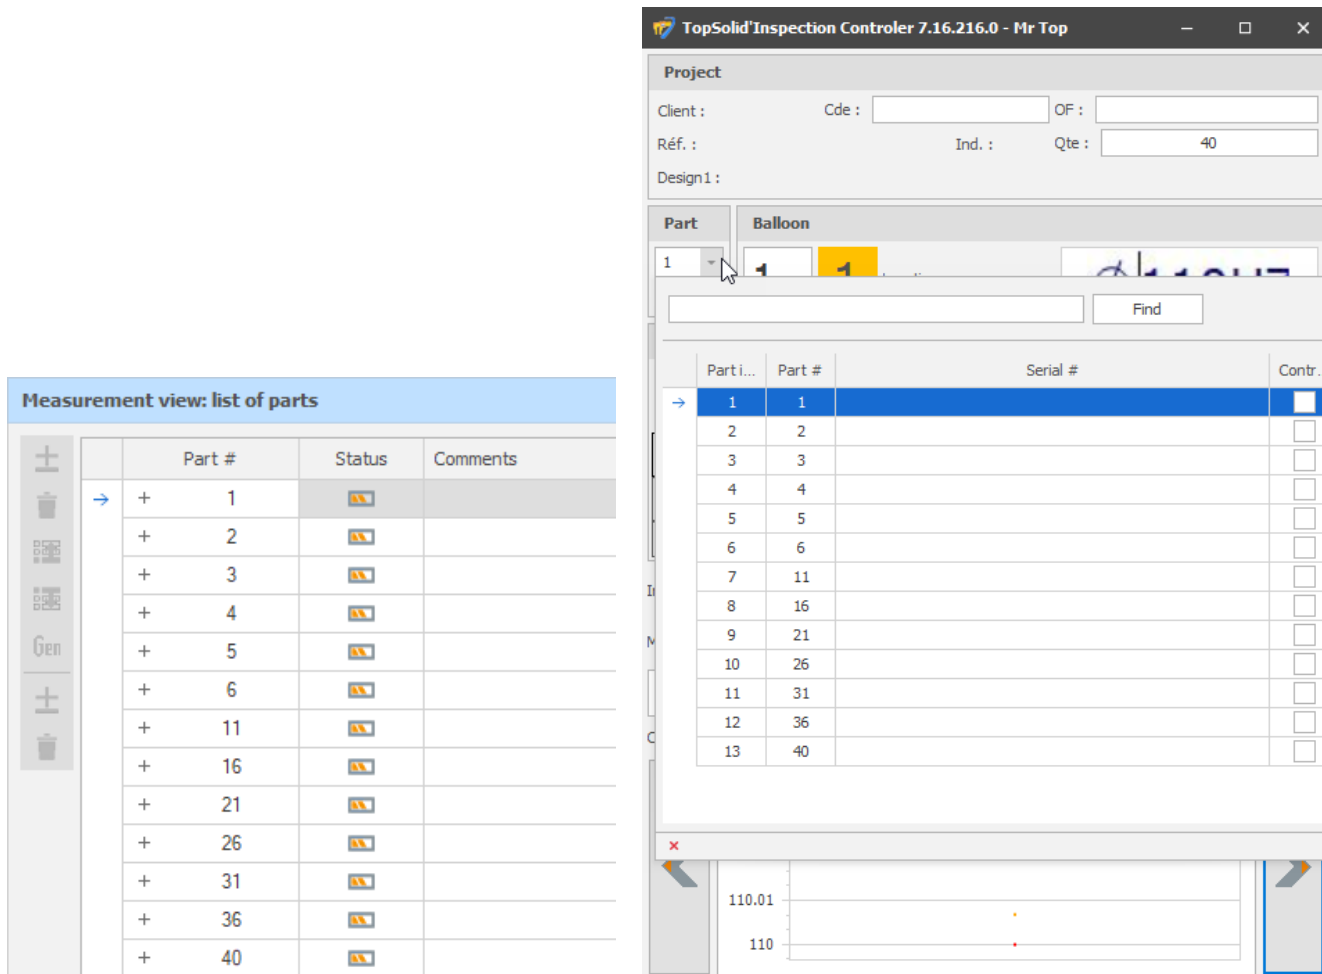 Measurement view: list of parts
Part # Status Comments
1
2
3
4
5
6
11
16
21
26
31
36
40
Gen
TopSolid'Inspection Controler 7.16.216.0 - Mr Top
Project
Client : Cde : OF :
Réf. : Ind. : Qte : 40
Design1 :
Part Balloon
1 1 1
Find
Part i... Part # Serial # Contr.
1 1
2 2
3 3
4 4
5 5
6 6
7 11
8 16
9 21
10 26
11 31
12 36
13 40
110.01
110